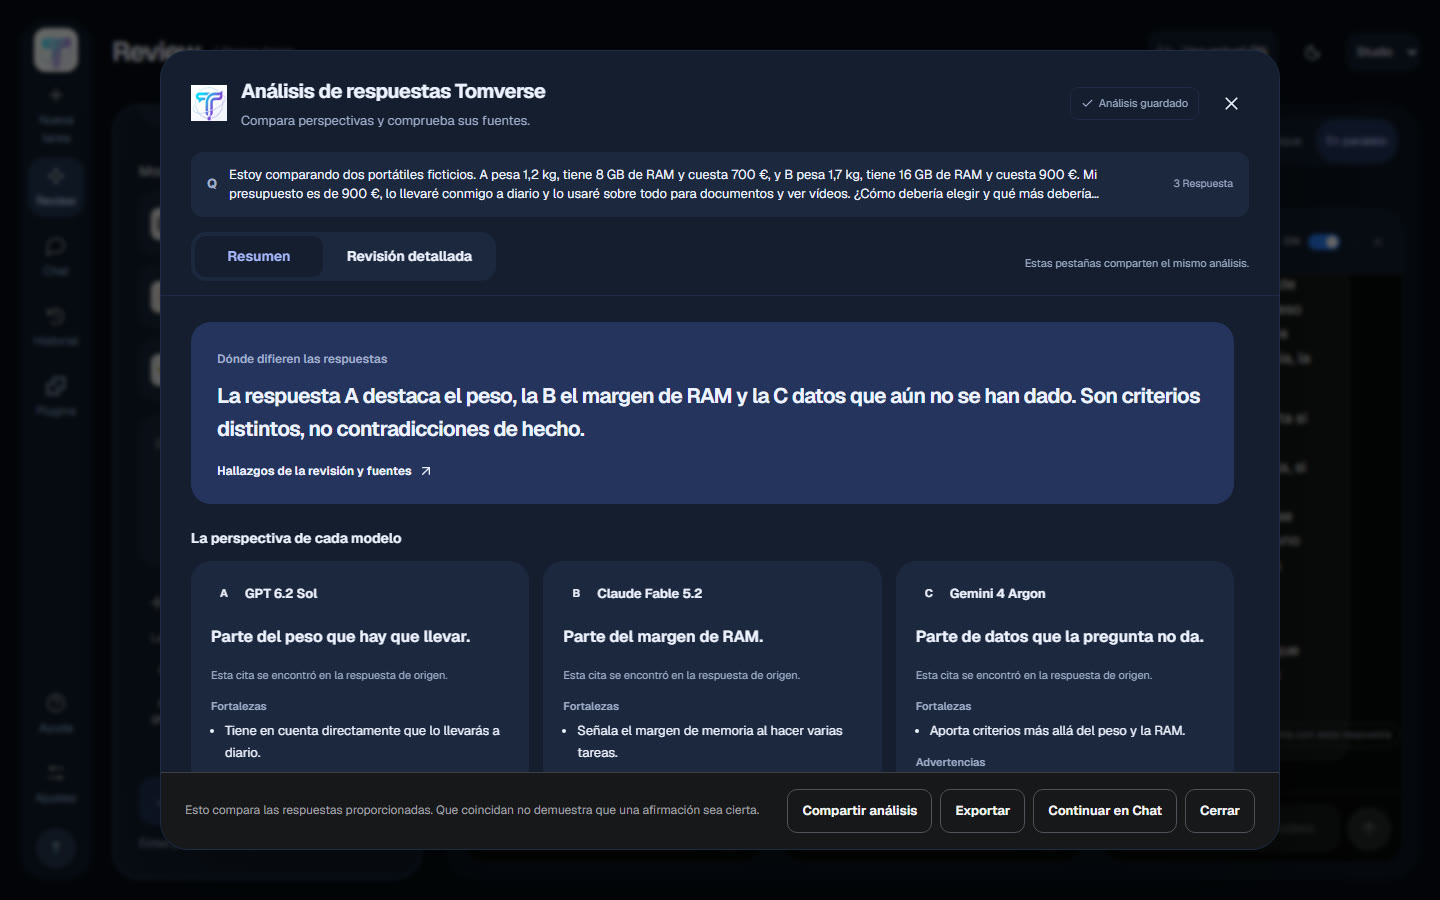 Review
Análisis de respuestas Tomverse
Compara perspectivas y comprueba sus fuentes.
Análisis guardado
Q
Estoy comparando dos portátiles ficticios. A pesa 1,2 kg, tiene 8 GB de RAM y cuesta 700 €, y B pesa 1,7 kg, tiene 16 GB de RAM y cuesta 900 €. Mi
presupuesto es de 900 €, lo llevaré conmigo a diario y lo usaré sobre todo para documentos y ver vídeos. ¿Cómo debería elegir y qué más debería…
3 Respuesta
Resumen
Revisión detallada
Estas pestañas comparten el mismo análisis.
Dónde difieren las respuestas
La respuesta A destaca el peso, la B el margen de RAM y la C datos que aún no se han dado. Son criterios
distintos, no contradicciones de hecho.
Hallazgos de la revisión y fuentes
La perspectiva de cada modelo
A GPT 6.2 Sol
Parte del peso que hay que llevar.
Esta cita se encontró en la respuesta de origen.
Fortalezas
• Tiene en cuenta directamente que lo llevarás a
diario.
B Claude Fable 5.2
Parte del margen de RAM.
Esta cita se encontró en la respuesta de origen.
Fortalezas
• Señala el margen de memoria al hacer varias
tareas.
C Gemini 4 Argon
Parte de datos que la pregunta no da.
Esta cita se encontró en la respuesta de origen.
Fortalezas
• Aporta criterios más allá del peso y la RAM.
Advertencias
Esto compara las respuestas proporcionadas. Que coincidan no demuestra que una afirmación sea cierta.
Compartir análisis
Exportar
Continuar en Chat
Cerrar